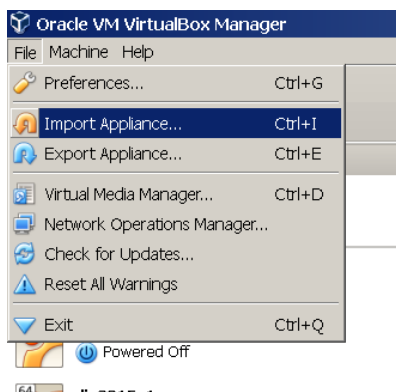 Oracle VM VirtualBox Manager
File Machine Help
Preferences... Ctrl+G
Import Appliance... Ctrl+I
Export Appliance... Ctrl+E
Virtual Media Manager... Ctrl+D
Network Operations Manager...
Check for Updates...
Reset All Warnings
Exit Ctrl+Q
Powered Off
64